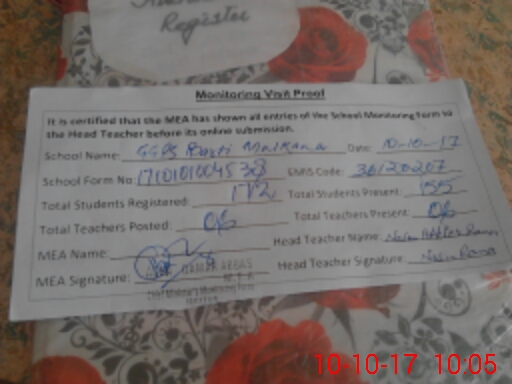 Register
Monitoring Visit Proof
It is certified that the MEA has shown all entries of the School Monitoring Form to
the Head Teacher before its online submission.
School Name: GGPS Basti Malkana Date: 10-10-17
School Form No: 1710101004538 EMIS Code: 36120207
Total Students Registered: 172 Total Students Present: 155
Total Teachers Posted: 06 Total Teachers Present: 06
MEA Name: Head Teacher Name:
MEA Signature: Head Teacher Signature:
10-10-17 10:05